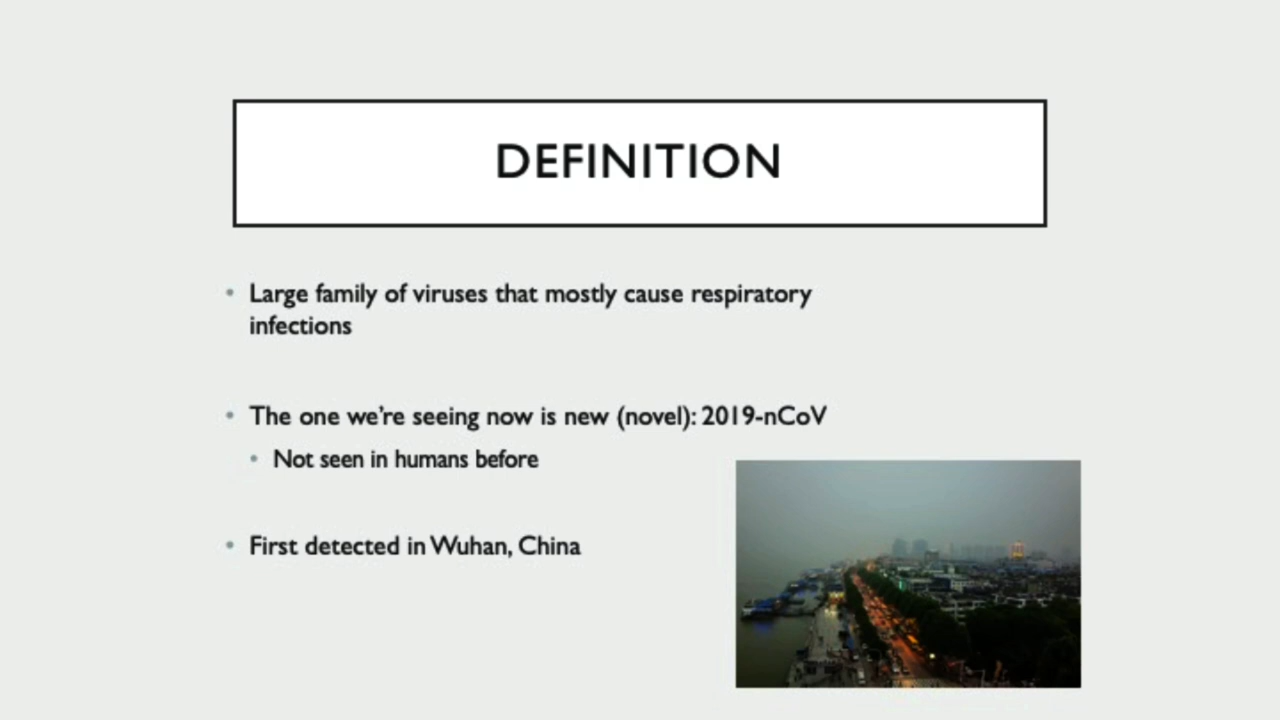 DEFINITION
• Large family of viruses that mostly cause respiratory
infections
• The one we're seeing now is new (novel): 2019-nCoV
• Not seen in humans before
• First detected in Wuhan, China